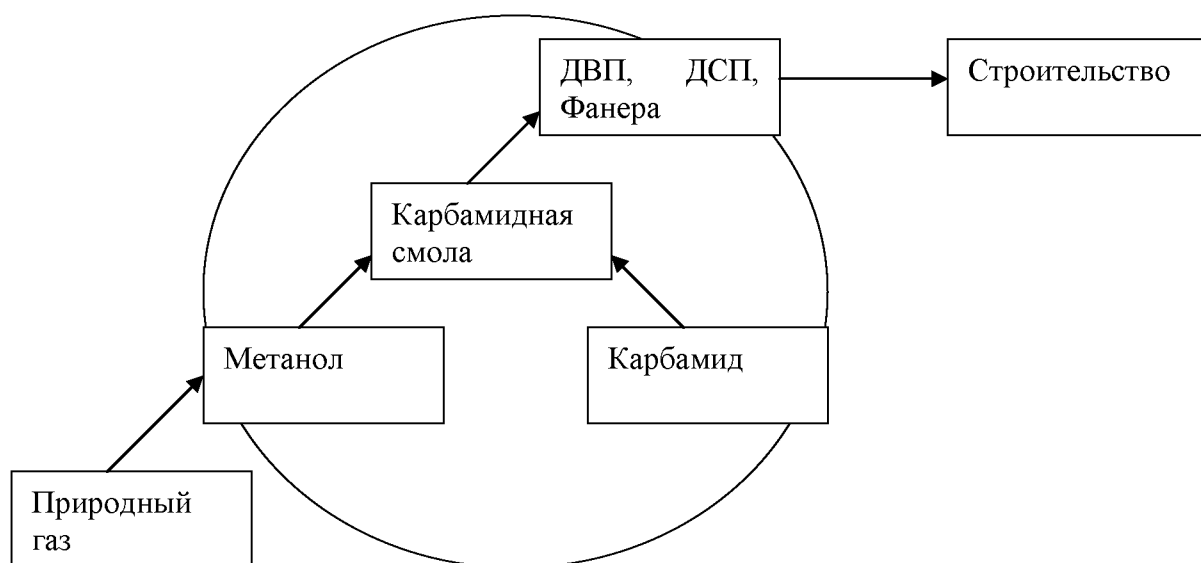 ДВП, ДСП,
Фанера
Строительство
Карбамидная
смола
Метанол
Карбамид
Природный
газ